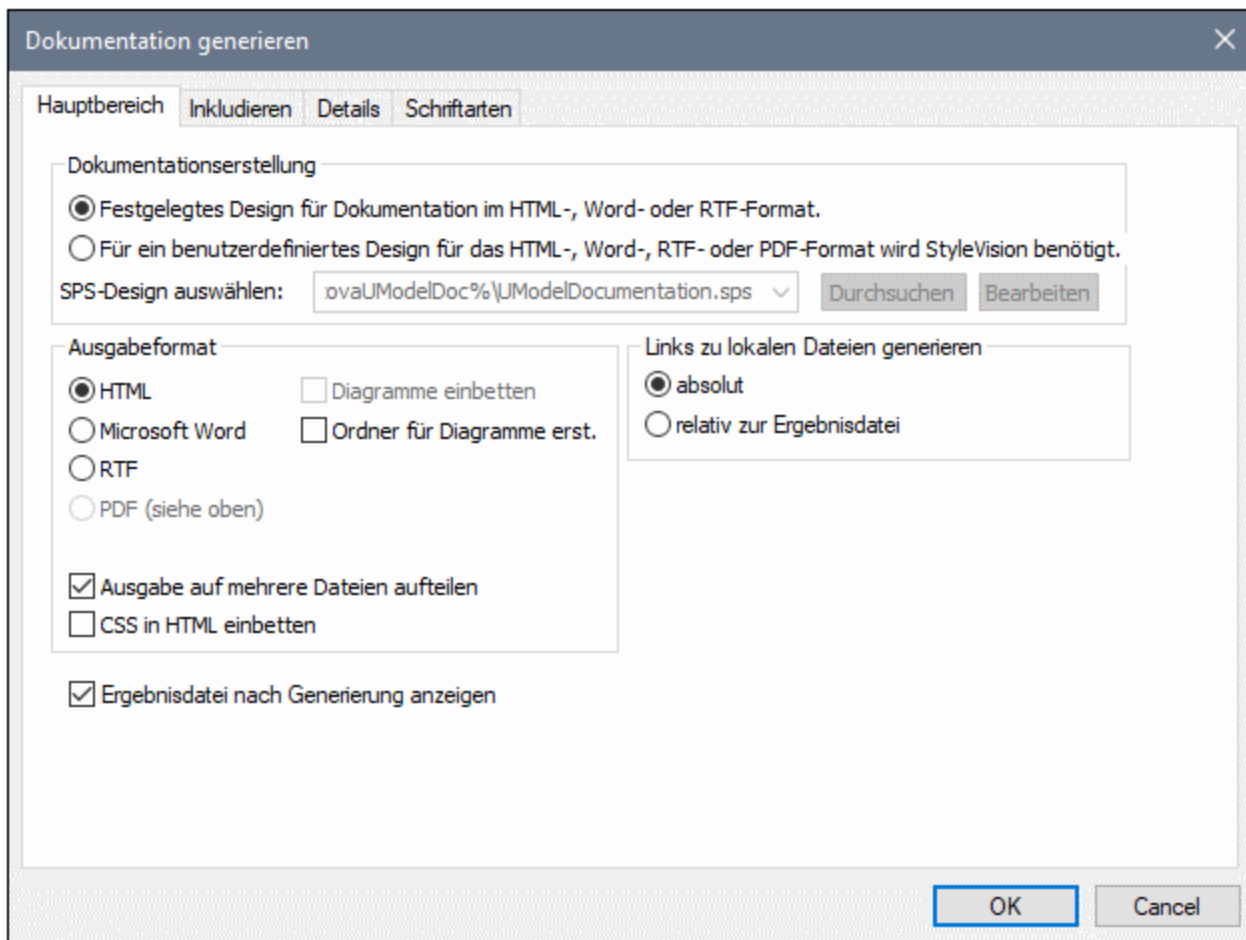 Dokumentation generieren
Hauptbereich Inkludieren Details Schriftarten
Dokumentationserstellung
Festgelegtes Design für Dokumentation im HTML-, Word- oder RTF-Format.
Für ein benutzerdefiniertes Design für das HTML-, Word-, RTF- oder PDF-Format wird StyleVision benötigt.
SPS-Design auswählen: ovaUModelDoc%\UModelDocumentation.sps Durchsuchen Bearbeiten
Ausgabeformat
HTML Diagramme einbetten
Microsoft Word Ordner für Diagramme erst.
RTF
PDF (siehe oben)
Ausgabe auf mehrere Dateien aufteilen
CSS in HTML einbetten
Links zu lokalen Dateien generieren
absolut
relativ zur Ergebnisdatei
Ergebnisdatei nach Generierung anzeigen
OK Cancel